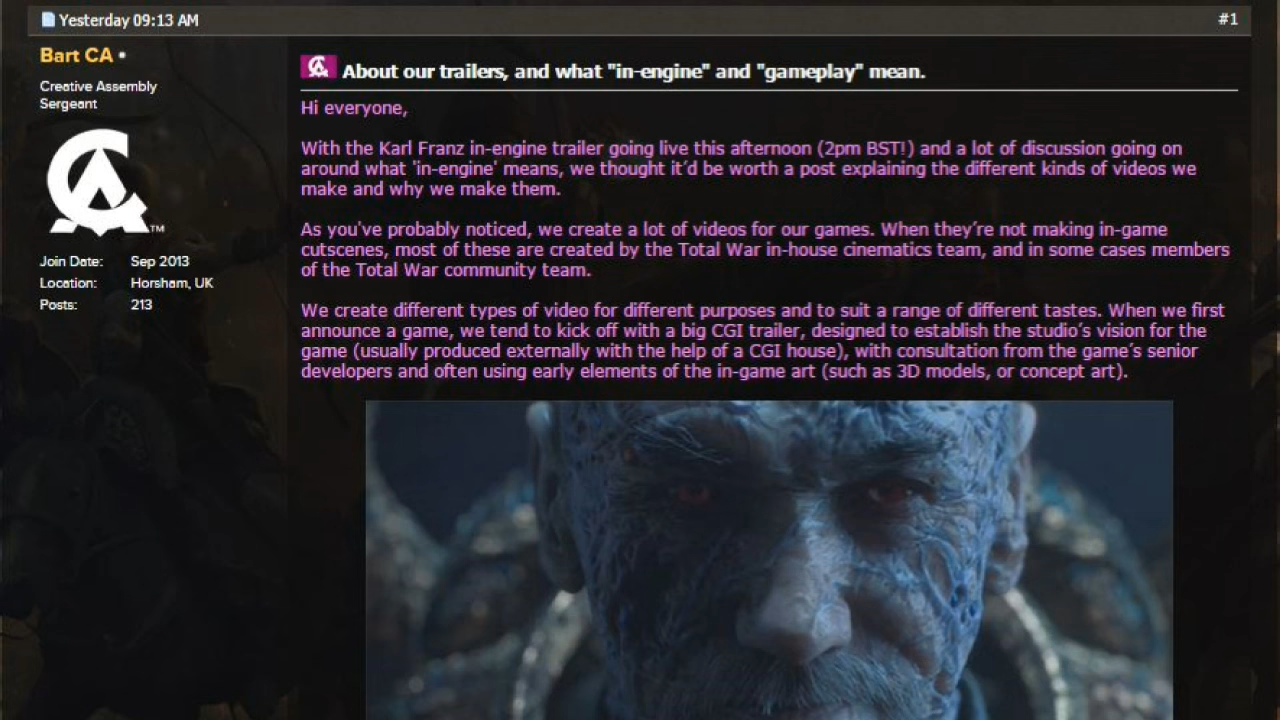 Yesterday 09:13 AM
#1
Bart CA
Creative Assembly
Sergeant
CA™
Join Date: Sep 2013
Location: Horsham, UK
Posts: 213
About our trailers, and what "in-engine" and "gameplay" mean.
Hi everyone,
With the Karl Franz in-engine trailer going live this afternoon (2pm BST!) and a lot of discussion going on
around what 'in-engine' means, we thought it’d be worth a post explaining the different kinds of videos we
make and why we make them.
As you've probably noticed, we create a lot of videos for our games. When they’re not making in-game
cutscenes, most of these are created by the Total War in-house cinematics team, and in some cases members
of the Total War community team.
We create different types of video for different purposes and to suit a range of different tastes. When we first
announce a game, we tend to kick off with a big CGI trailer, designed to establish the studio’s vision for the
game (usually produced externally with the help of a CGI house), with consultation from the game’s senior
developers and often using early elements of the in-game art (such as 3D models, or concept art).